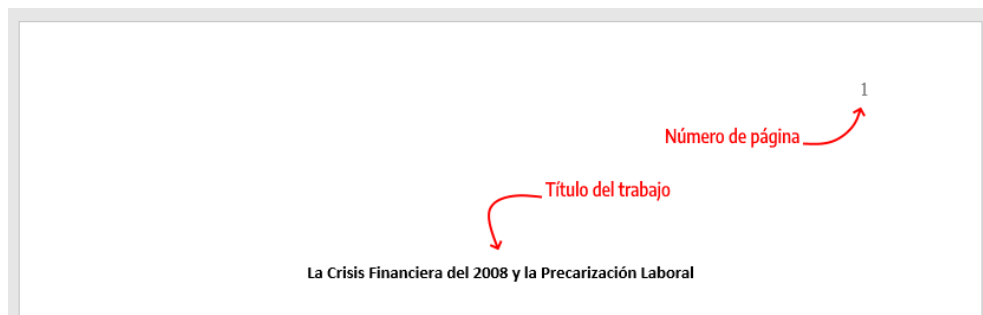 1
Número de página
Título del trabajo
La Crisis Financiera del 2008 y la Precarización Laboral